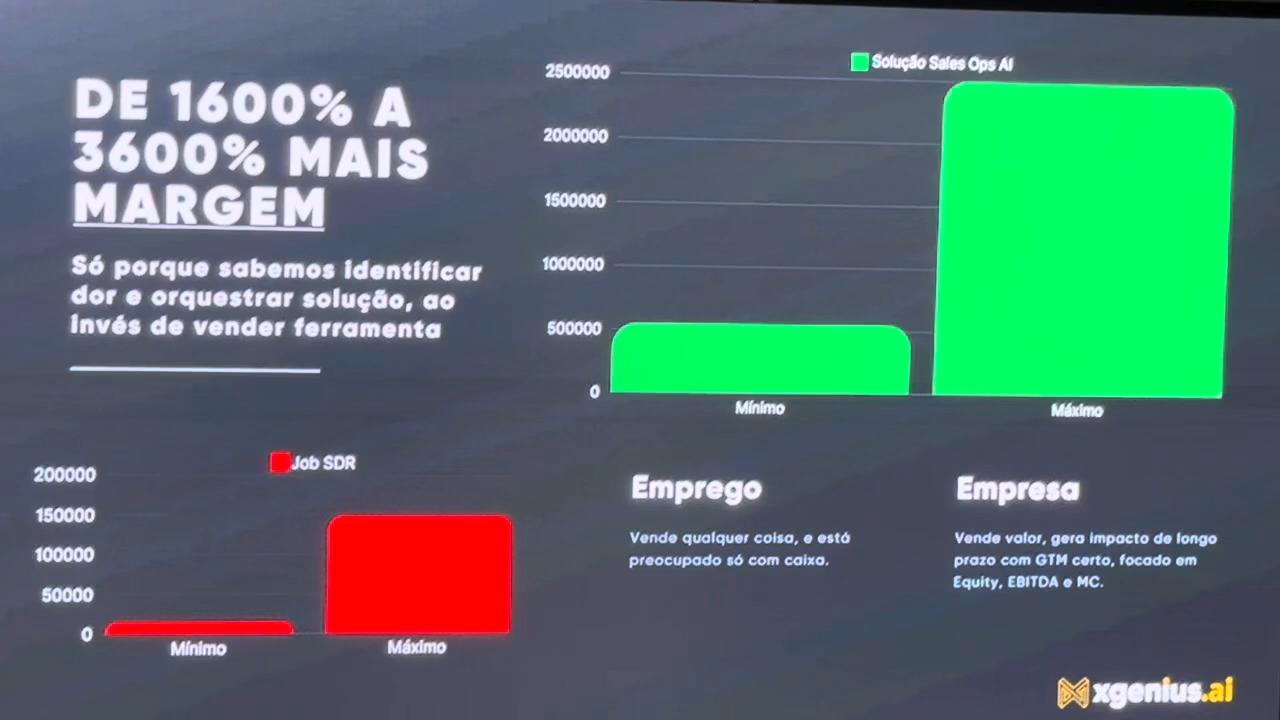 DE 1600% A
3600% MAIS
MARGEM
Só porque sabemos identificar
dor e orquestrar solução, ao
invés de vender ferramenta
Solução Sales Ops AI
2500000
2000000
1500000
1000000
500000
0
Mínimo
Máximo
Job SDR
200000
150000
100000
50000
0
Mínimo
Máximo
Emprego
Vende qualquer coisa, e está
preocupado só com caixa.
Empresa
Vende valor, gera impacto de longo
prazo com GTM certo, focado em
Equity, EBITDA e MC.
xgenius.ai